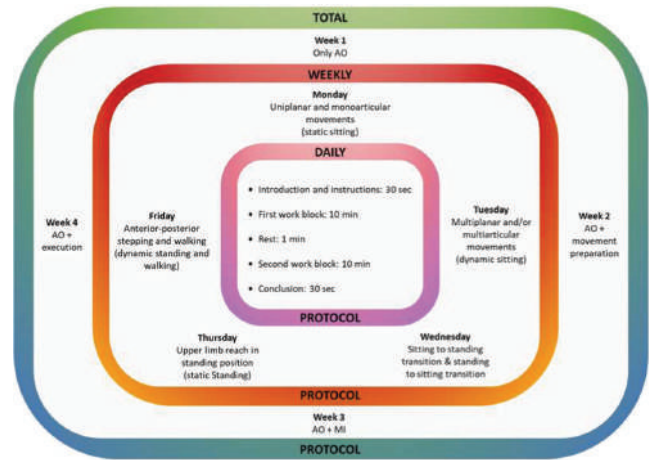 TOTAL
Week 1
Only AO
WEEKLY
Monday
Uniplanar and monoarticular
movements
(static sitting)
DAILY
• Introduction and instructions: 30 sec
• First work block: 10 min
• Rest: 1 min
• Second work block: 10 min
• Conclusion: 30 sec
PROTOCOL
Tuesday
Multiplanar and/or
multiarticular
movements
(dynamic sitting)
Week 2
AO +
movement
preparation
Week 4
AO +
execution
Friday
Anterior-posterior
stepping and walking
(dynamic standing and
walking)
Thursday
Upper limb reach in
standing position
(static Standing)
Wednesday
Sitting to standing
transition & standing
to sitting transition
PROTOCOL
Week 3
AO + MI
PROTOCOL